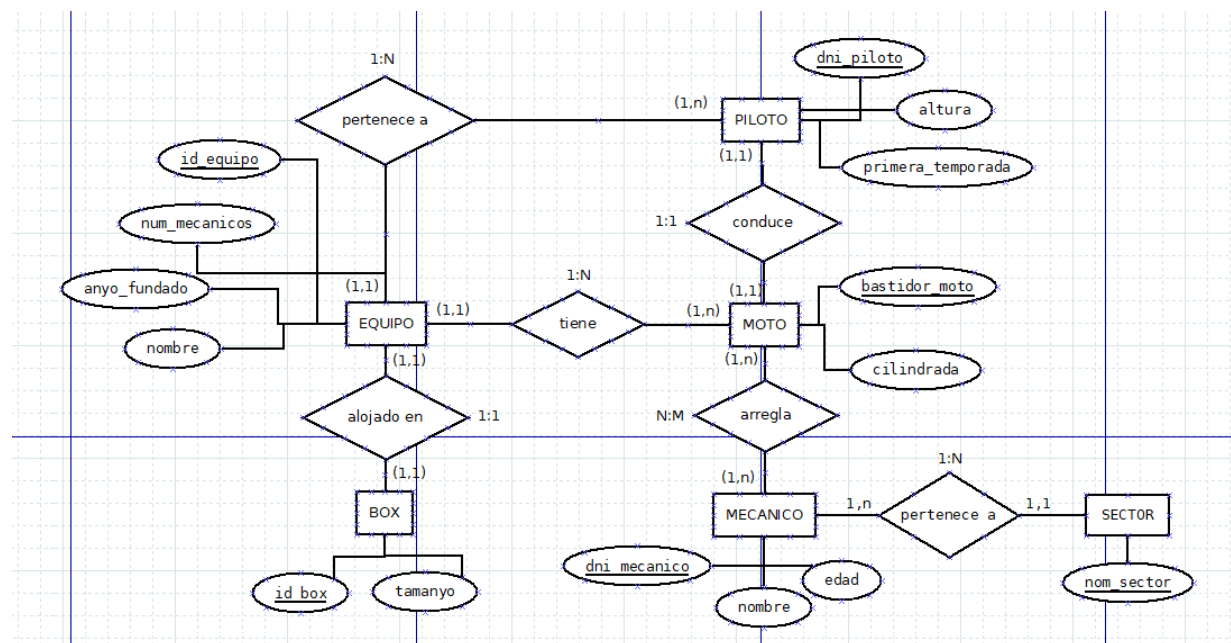 dni_piloto
1:N
(1,n)
PILOTO
altura
pertenece a
id_equipo
(1,1)
primera_temporada
num_mecanicos
1:1
conduce
1:N
anyo_fundado
(1,1)
(1,1)
(1,1)
bastidor_moto
EQUIPO
tiene
(1,n)
MOTO
nombre
(1,1)
(1,n)
cilindrada
alojado en
1:1
N:M
arregla
(1,1)
(1,n)
1:N
BOX
MECANICO
1,n
pertenece a
1,1
SECTOR
id_box
tamanyo
dni_mecanico
edad
nombre
nom_sector